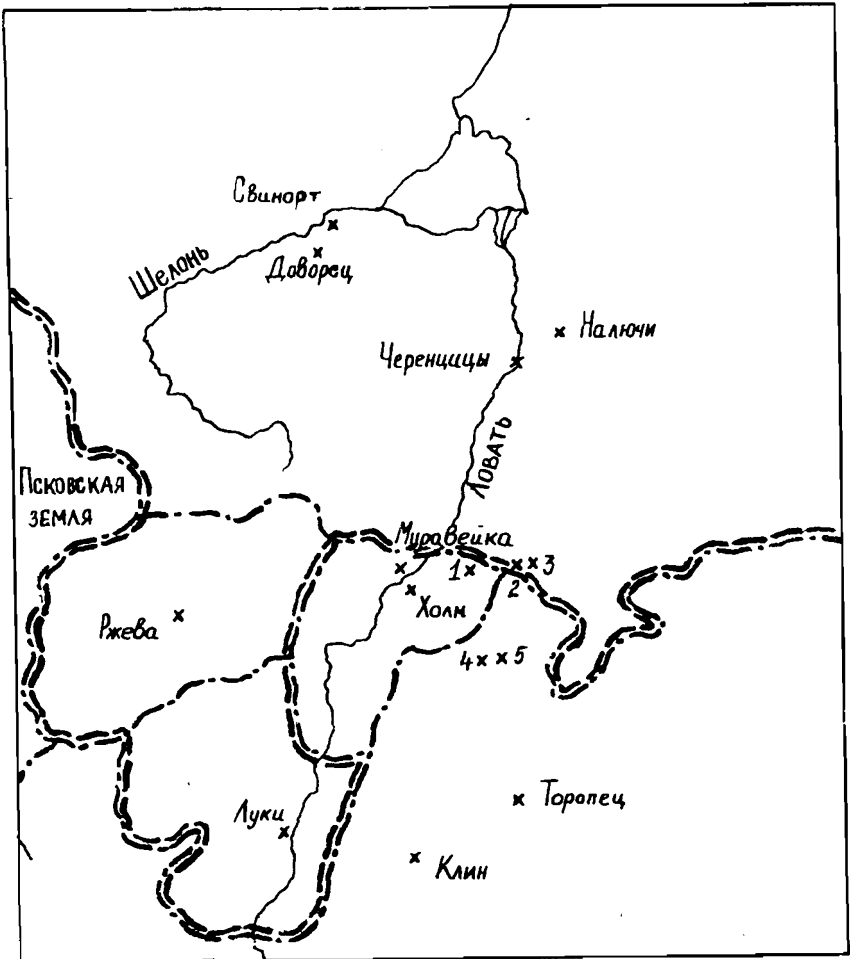 Свинорт
Шелонь
Доворец
Налючи
Черенцицы
Ловать
Псковская
земля
Муравейка
1
2
3
Холм
Ржева
4
5
Торопец
Луки
Клин